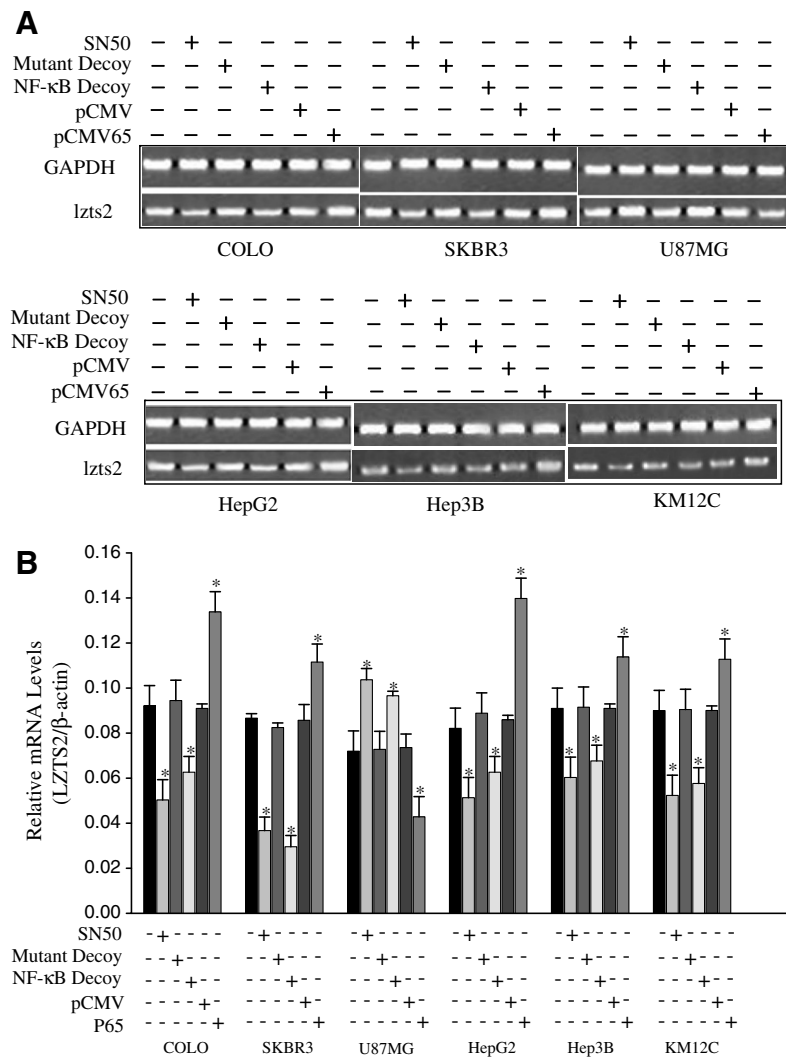 A
SN50 – + – – – – – + – – – – – + – – – –
Mutant Decoy – – + – – – – – + – – – – – + – – –
NF-κB Decoy – – – + – – – – – + – – – – – + – –
pCMV – – – – + – – – – – + – – – – – + –
pCMV65 – – – – – + – – – – – + – – – – – +
GAPDH
lzts2
COLO SKBR3 U87MG
SN50 – + – – – – – + – – – – – + – – – –
Mutant Decoy – – + – – – – – + – – – – – + – – –
NF-κB Decoy – – – + – – – – – + – – – – – + – –
pCMV – – – – + – – – – – + – – – – – + –
pCMV65 – – – – – + – – – – – + – – – – – +
GAPDH
lzts2
HepG2 Hep3B KM12C
B
Relative mRNA Levels
(LZTS2/β-actin)
0.16
0.14
0.12
0.10
0.08
0.06
0.04
0.02
0.00
* * * * * * * * * * * * * * * * * *
SN50 -+---- -+---- -+---- -+---- -+---- -+----
Mutant Decoy --+--- --+--- --+--- --+--- --+--- --+---
NF-κB Decoy ---+-- ---+-- ---+-- ---+-- ---+-- ---+--
pCMV ----+- ----+- ----+- ----+- ----+- ----+-
P65 -----+ -----+ -----+ -----+ -----+ -----+
COLO SKBR3 U87MG HepG2 Hep3B KM12C